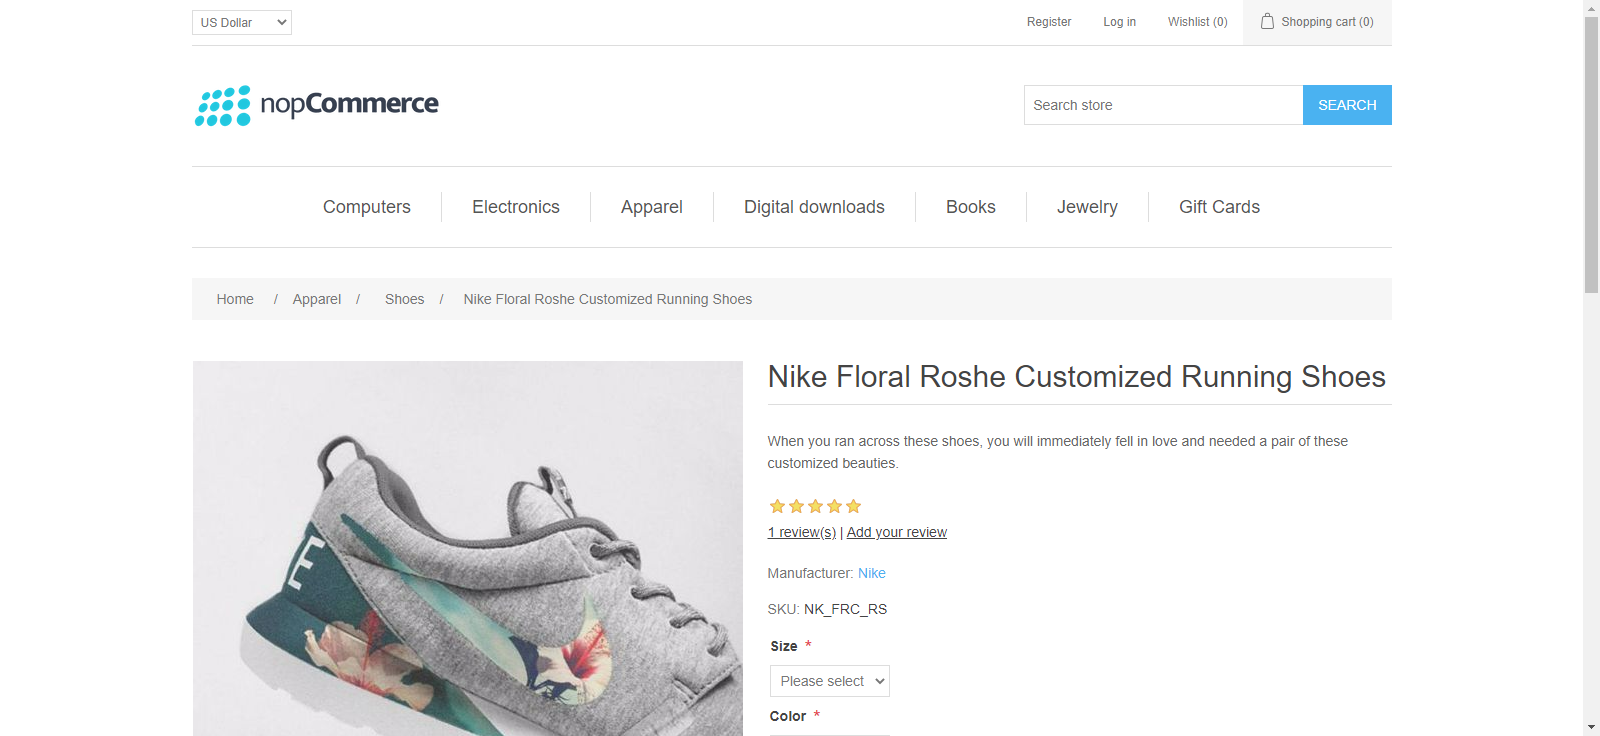 US Dollar
Register
Log in
Wishlist (0)
Shopping cart (0)
nopCommerce
Search store
SEARCH
Computers
Electronics
Apparel
Digital downloads
Books
Jewelry
Gift Cards
Home / Apparel / Shoes / Nike Floral Roshe Customized Running Shoes
Nike Floral Roshe Customized Running Shoes
When you ran across these shoes, you will immediately fell in love and needed a pair of these
customized beauties.
1 review(s) | Add your review
Manufacturer: Nike
SKU: NK_FRC_RS
Size *
Please select
Color *